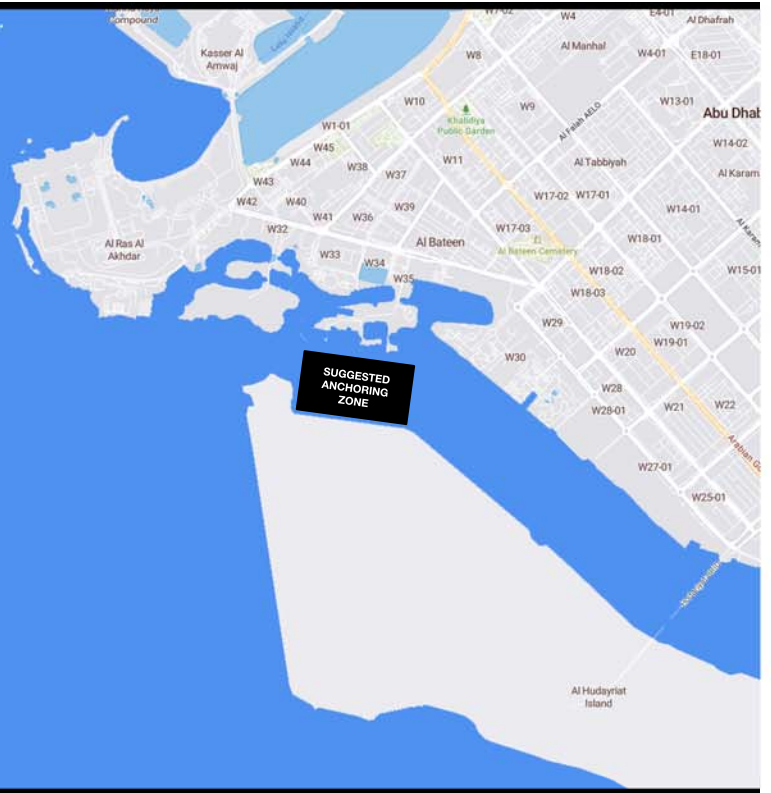 Compound
W4
E4-01
Al Dhafrah
Kasser Al
Amwaj
W8
Al Manhal
W4-01
E18-01
W10
W9
W13-01
Khalidiya
Public Garden
Al Falah
Abu Dhab
W1-01
W45
W44
W38
W37
W11
Al Tabbiyah
W14-02
Al Karam
W43
W42
W40
W41
W36
W39
W17-02
W17-01
W14-01
W32
Al Bateen
W17-03
Al Bateen Cemetery
W18-01
Al Ras Al
Akhdar
W33
W34
W35
W18-02
W18-03
W15-01
W29
W19-02
W19-01
W30
W20
SUGGESTED
ANCHORING
ZONE
W28
W28-01
W21
W22
Arabian
W27-01
W25-01
Al Hudayriat
Island